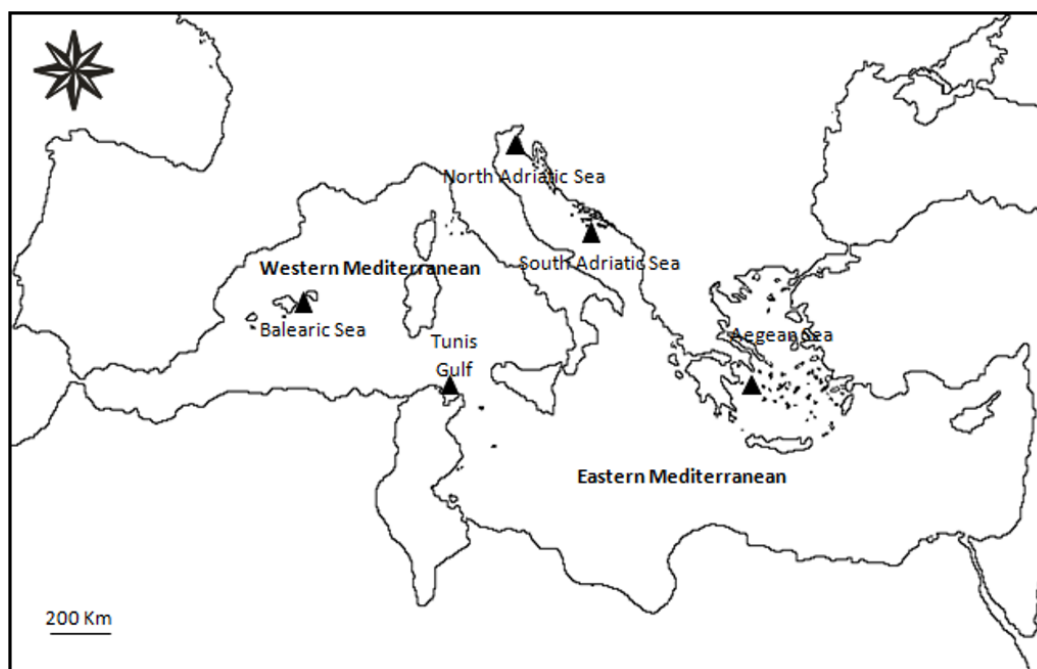 North Adriatic Sea
South Adriatic Sea
Western Mediterranean
Balearic Sea
Tunis
Gulf
Aegean Sea
Eastern Mediterranean
200 Km